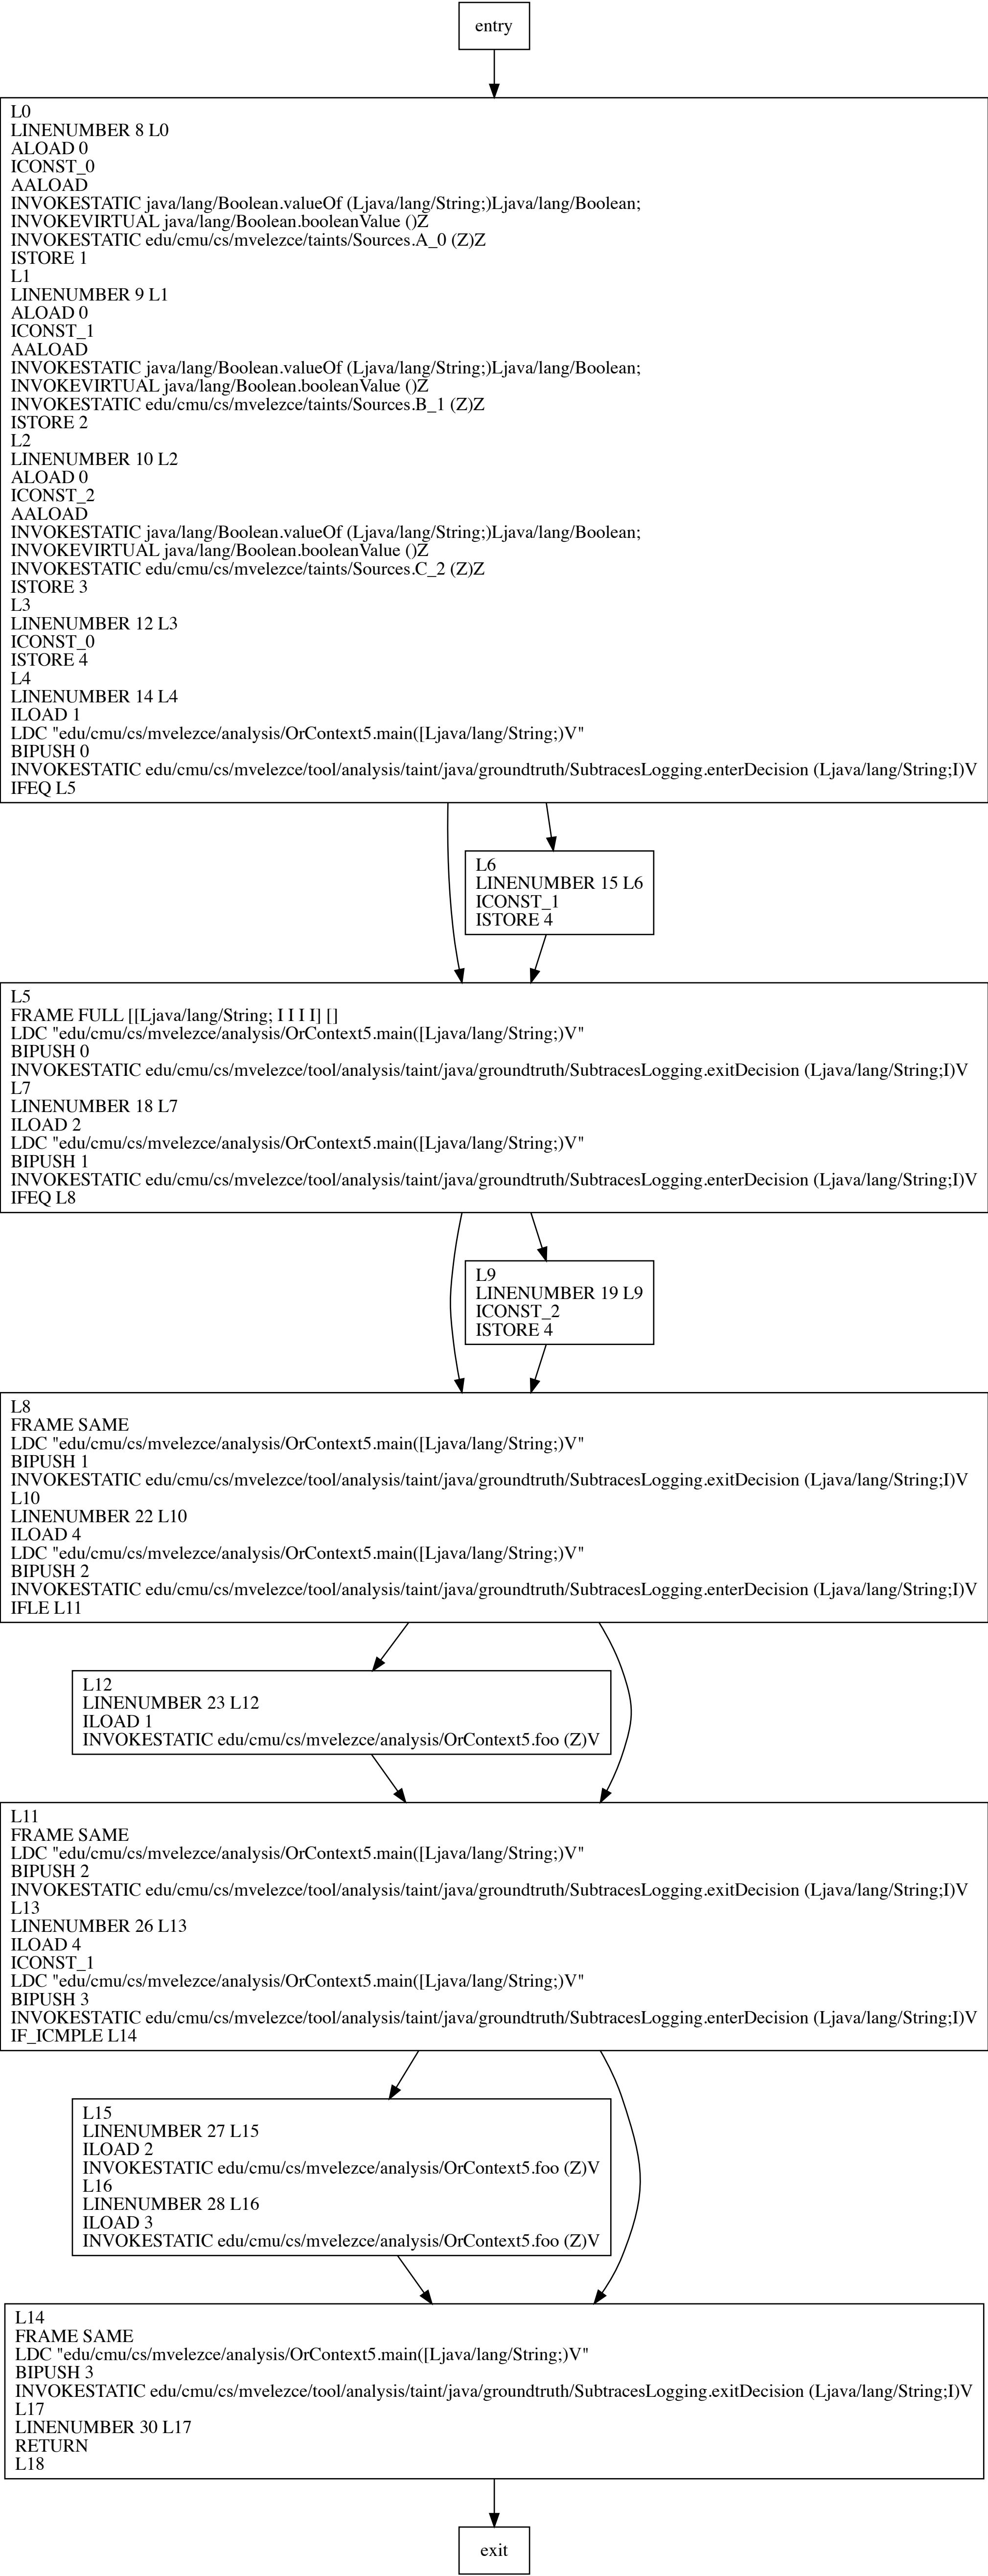 entry
L0
LINENUMBER 8 L0
ALOAD 0
ICONST_0
AALOAD
INVOKESTATIC java/lang/Boolean.valueOf (Ljava/lang/String;)Ljava/lang/Boolean;
INVOKEVIRTUAL java/lang/Boolean.booleanValue ()Z
INVOKESTATIC edu/cmu/cs/mvelezce/taints/Sources.A_0 (Z)Z
ISTORE 1
L1
LINENUMBER 9 L1
ALOAD 0
ICONST_1
AALOAD
INVOKESTATIC java/lang/Boolean.valueOf (Ljava/lang/String;)Ljava/lang/Boolean;
INVOKEVIRTUAL java/lang/Boolean.booleanValue ()Z
INVOKESTATIC edu/cmu/cs/mvelezce/taints/Sources.B_1 (Z)Z
ISTORE 2
L2
LINENUMBER 10 L2
ALOAD 0
ICONST_2
AALOAD
INVOKESTATIC java/lang/Boolean.valueOf (Ljava/lang/String;)Ljava/lang/Boolean;
INVOKEVIRTUAL java/lang/Boolean.booleanValue ()Z
INVOKESTATIC edu/cmu/cs/mvelezce/taints/Sources.C_2 (Z)Z
ISTORE 3
L3
LINENUMBER 12 L3
ICONST_0
ISTORE 4
L4
LINENUMBER 14 L4
ILOAD 1
LDC "edu/cmu/cs/mvelezce/analysis/OrContext5.main([Ljava/lang/String;)V"
BIPUSH 0
INVOKESTATIC edu/cmu/cs/mvelezce/tool/analysis/taint/java/groundtruth/SubtracesLogging.enterDecision (Ljava/lang/String;I)V
IFEQ L5
L6
LINENUMBER 15 L6
ICONST_1
ISTORE 4
L5
FRAME FULL [[Ljava/lang/String; I I I I] []
LDC "edu/cmu/cs/mvelezce/analysis/OrContext5.main([Ljava/lang/String;)V"
BIPUSH 0
INVOKESTATIC edu/cmu/cs/mvelezce/tool/analysis/taint/java/groundtruth/SubtracesLogging.exitDecision (Ljava/lang/String;I)V
L7
LINENUMBER 18 L7
ILOAD 2
LDC "edu/cmu/cs/mvelezce/analysis/OrContext5.main([Ljava/lang/String;)V"
BIPUSH 1
INVOKESTATIC edu/cmu/cs/mvelezce/tool/analysis/taint/java/groundtruth/SubtracesLogging.enterDecision (Ljava/lang/String;I)V
IFEQ L8
L9
LINENUMBER 19 L9
ICONST_2
ISTORE 4
L8
FRAME SAME
LDC "edu/cmu/cs/mvelezce/analysis/OrContext5.main([Ljava/lang/String;)V"
BIPUSH 1
INVOKESTATIC edu/cmu/cs/mvelezce/tool/analysis/taint/java/groundtruth/SubtracesLogging.exitDecision (Ljava/lang/String;I)V
L10
LINENUMBER 22 L10
ILOAD 4
LDC "edu/cmu/cs/mvelezce/analysis/OrContext5.main([Ljava/lang/String;)V"
BIPUSH 2
INVOKESTATIC edu/cmu/cs/mvelezce/tool/analysis/taint/java/groundtruth/SubtracesLogging.enterDecision (Ljava/lang/String;I)V
IFLE L11
L12
LINENUMBER 23 L12
ILOAD 1
INVOKESTATIC edu/cmu/cs/mvelezce/analysis/OrContext5.foo (Z)V
L11
FRAME SAME
LDC "edu/cmu/cs/mvelezce/analysis/OrContext5.main([Ljava/lang/String;)V"
BIPUSH 2
INVOKESTATIC edu/cmu/cs/mvelezce/tool/analysis/taint/java/groundtruth/SubtracesLogging.exitDecision (Ljava/lang/String;I)V
L13
LINENUMBER 26 L13
ILOAD 4
ICONST_1
LDC "edu/cmu/cs/mvelezce/analysis/OrContext5.main([Ljava/lang/String;)V"
BIPUSH 3
INVOKESTATIC edu/cmu/cs/mvelezce/tool/analysis/taint/java/groundtruth/SubtracesLogging.enterDecision (Ljava/lang/String;I)V
IF_ICMPLE L14
L15
LINENUMBER 27 L15
ILOAD 2
INVOKESTATIC edu/cmu/cs/mvelezce/analysis/OrContext5.foo (Z)V
L16
LINENUMBER 28 L16
ILOAD 3
INVOKESTATIC edu/cmu/cs/mvelezce/analysis/OrContext5.foo (Z)V
L14
FRAME SAME
LDC "edu/cmu/cs/mvelezce/analysis/OrContext5.main([Ljava/lang/String;)V"
BIPUSH 3
INVOKESTATIC edu/cmu/cs/mvelezce/tool/analysis/taint/java/groundtruth/SubtracesLogging.exitDecision (Ljava/lang/String;I)V
L17
LINENUMBER 30 L17
RETURN
L18
exit